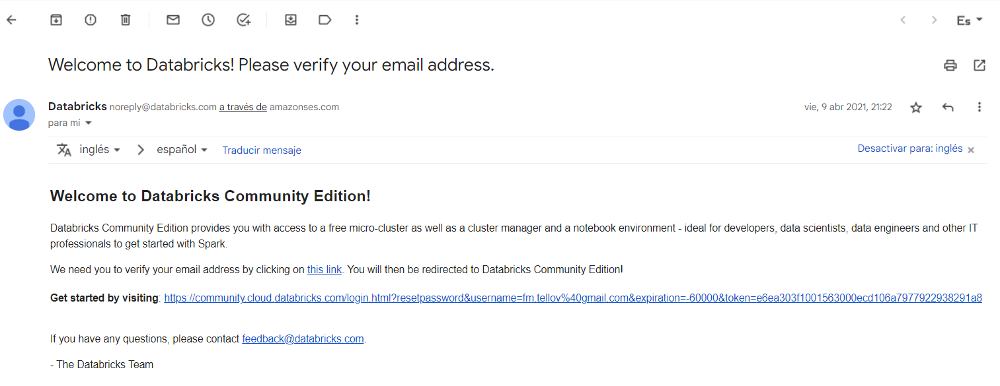 Es
Welcome to Databricks! Please verify your email address.
Databricks noreply@databricks.com a través de amazonses.com vie, 9 abr 2021, 21:22
para mí
inglés español Traducir mensaje Desactivar para: inglés
Welcome to Databricks Community Edition!
Databricks Community Edition provides you with access to a free micro-cluster as well as a cluster manager and a notebook environment - ideal for developers, data scientists, data engineers and other IT
professionals to get started with Spark.
We need you to verify your email address by clicking on this link. You will then be redirected to Databricks Community Edition!
Get started by visiting: https://community.cloud.databricks.com/login.html?resetpassword&username=fm.tellov%40gmail.com&expiration=-60000&token=e6ea303f1001563000ecd106a7977922938291a8
If you have any questions, please contact feedback@databricks.com.
- The Databricks Team